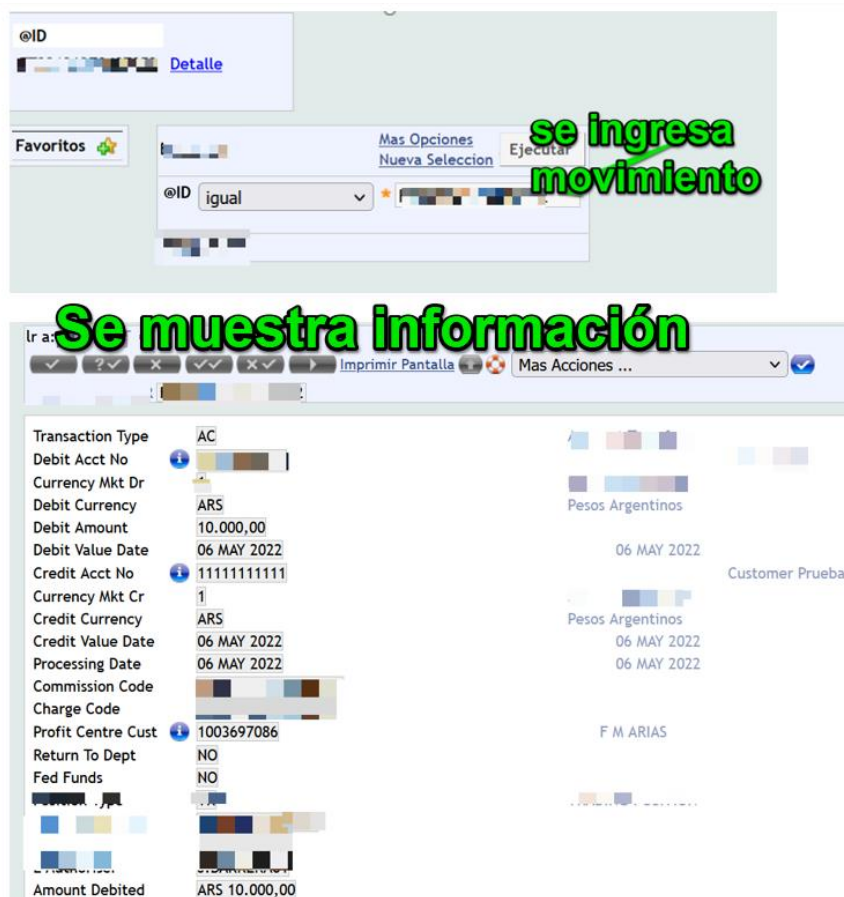 @ID
Detalle
Favoritos
Mas Opciones
Nueva Seleccion
Ejecutar
se ingresa
movimiento
@ID igual *
Se muestra información
Ir a:
Imprimir Pantalla Mas Acciones ...
Transaction Type AC
Debit Acct No
Currency Mkt Dr
Debit Currency ARS Pesos Argentinos
Debit Amount 10.000,00
Debit Value Date 06 MAY 2022 06 MAY 2022
Credit Acct No 11111111111 Customer Prueba
Currency Mkt Cr 1
Credit Currency ARS Pesos Argentinos
Credit Value Date 06 MAY 2022 06 MAY 2022
Processing Date 06 MAY 2022 06 MAY 2022
Commission Code
Charge Code
Profit Centre Cust 1003697086 F M ARIAS
Return To Dept NO
Fed Funds NO
Amount Debited ARS 10.000,00